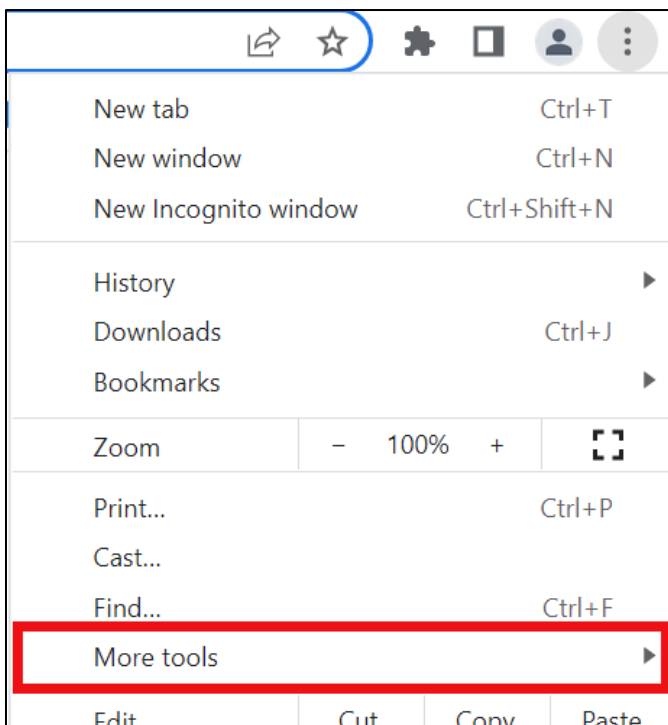 New tab Ctrl+T
New window Ctrl+N
New Incognito window Ctrl+Shift+N
History
Downloads Ctrl+J
Bookmarks
Zoom − 100% +
Print...
Ctrl+P
Cast...
Find... Ctrl+F
More tools
Edit Cut Copy Paste